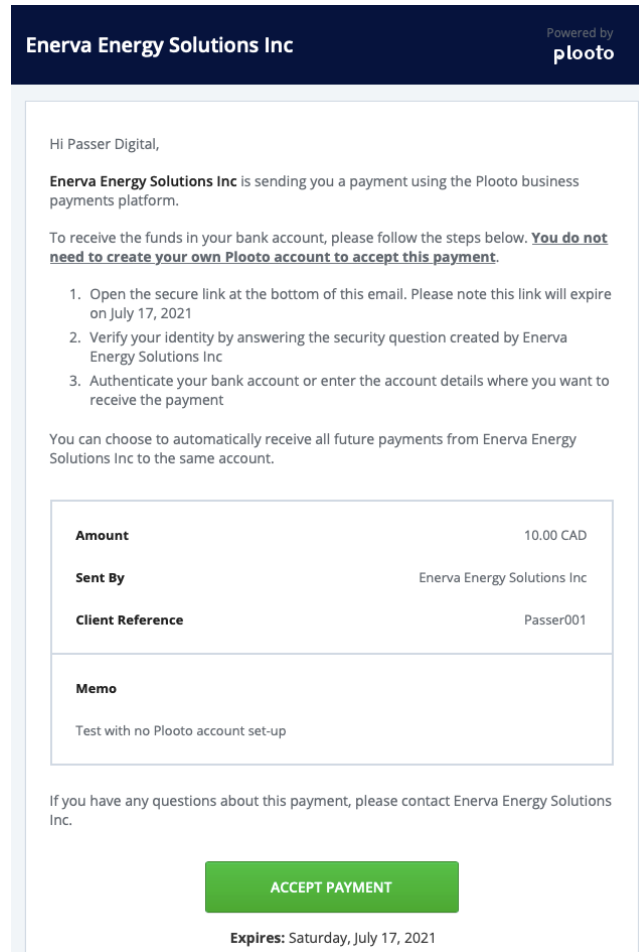 Enerva Energy Solutions Inc
Powered by
plooto
Hi Passer Digital,
Enerva Energy Solutions Inc is sending you a payment using the Plooto business
payments platform.
To receive the funds in your bank account, please follow the steps below. You do not
need to create your own Plooto account to accept this payment.
1. Open the secure link at the bottom of this email. Please note this link will expire
on July 17, 2021
2. Verify your identity by answering the security question created by Enerva
Energy Solutions Inc
3. Authenticate your bank account or enter the account details where you want to
receive the payment
You can choose to automatically receive all future payments from Enerva Energy
Solutions Inc to the same account.
Amount 10.00 CAD
Sent By Enerva Energy Solutions Inc
Client Reference Passer001
Memo
Test with no Plooto account set-up
If you have any questions about this payment, please contact Enerva Energy Solutions
Inc.
ACCEPT PAYMENT
Expires: Saturday, July 17, 2021